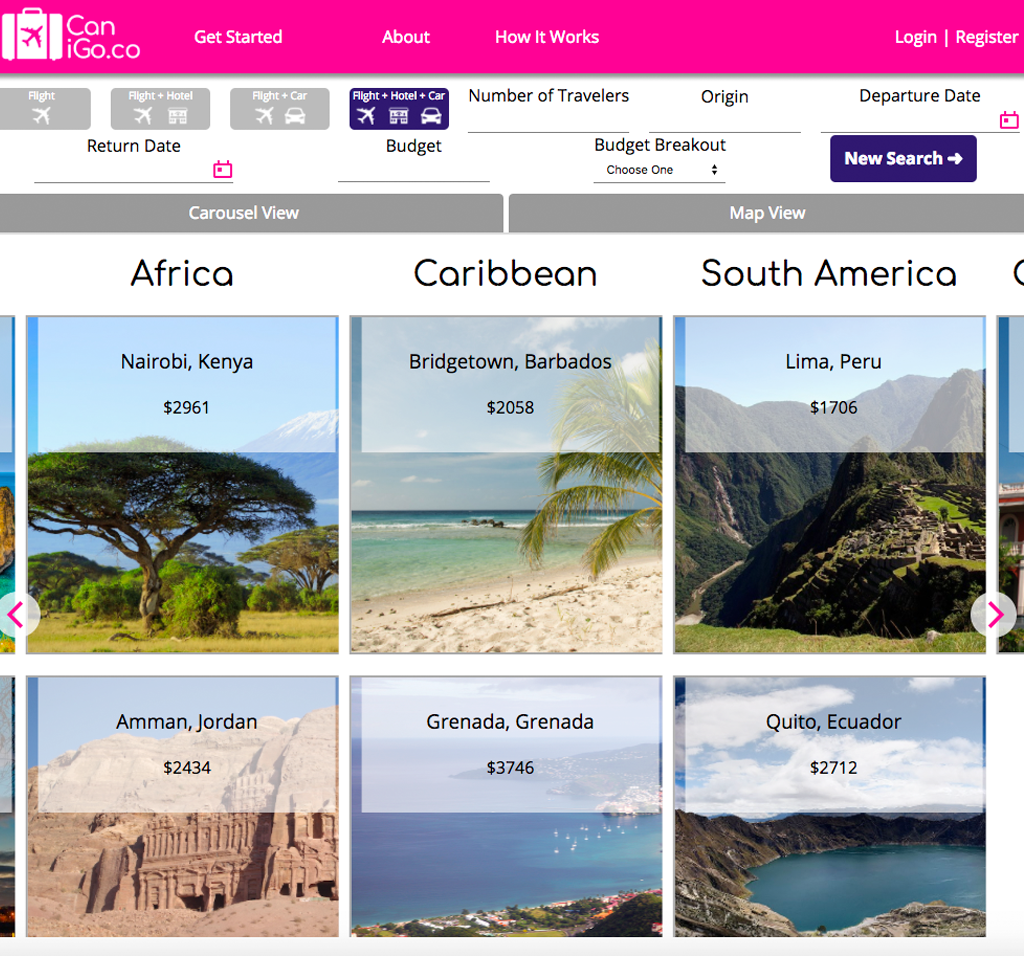 Can
iGo.co
Get Started
About
How It Works
Login | Register
Flight
Flight + Hotel
Flight + Car
Flight + Hotel + Car
Number of Travelers
Origin
Departure Date
Return Date
Budget
Budget Breakout
Choose One
New Search ➔
Carousel View
Map View
Africa
Caribbean
South America
Nairobi, Kenya
$2961
Bridgetown, Barbados
$2058
Lima, Peru
$1706
Amman, Jordan
$2434
Grenada, Grenada
$3746
Quito, Ecuador
$2712